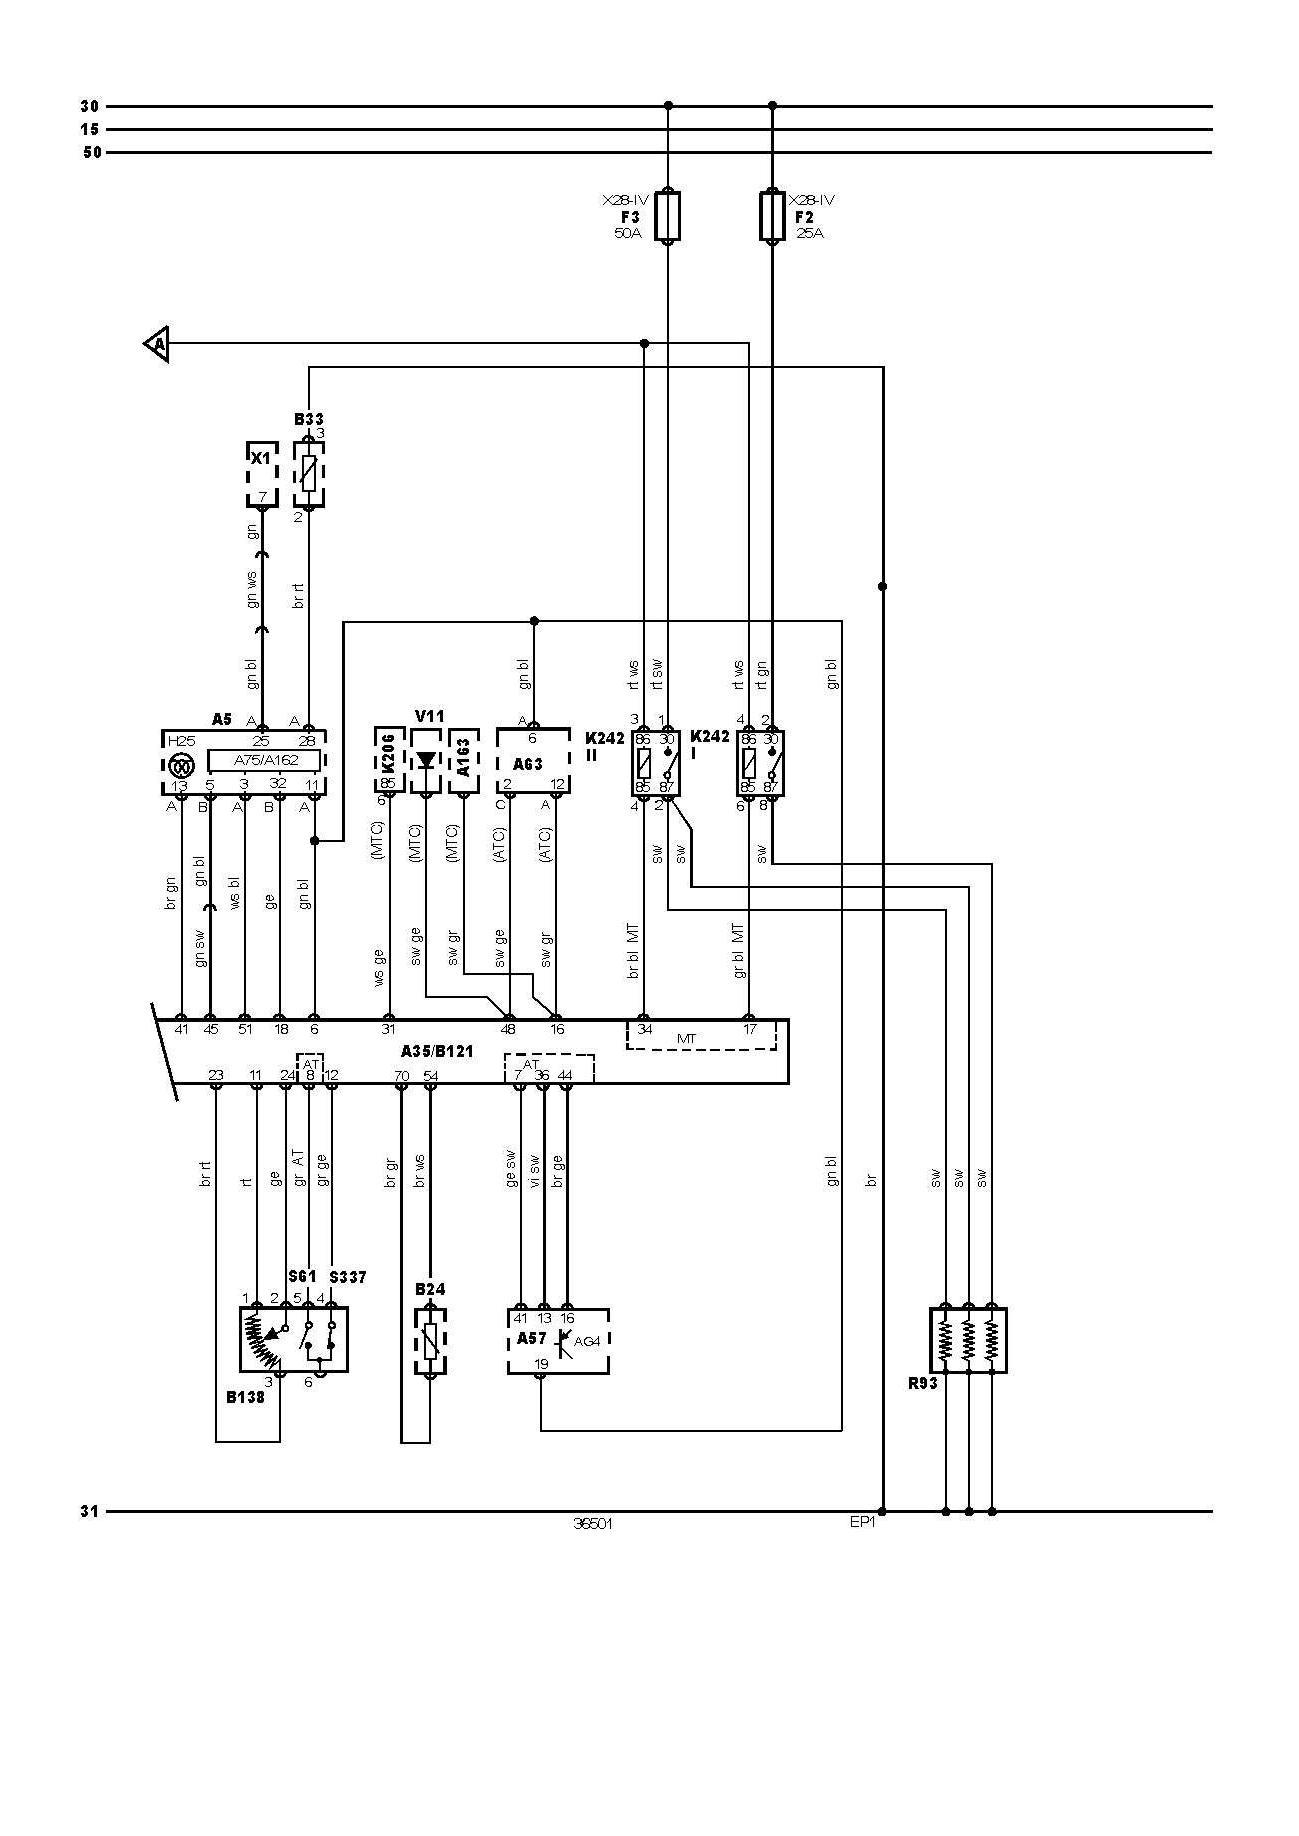 30
15
50
X28-IV
F3
50A
X28-IV
F2
25A
A
B33
3
X1
7
2
gn
gn ws
br rt
gn bl
gn bl
rt ws
rt sw
rt ws
rt gn
gn bl
A5
A
A
V11
A
3
1
4
2
H25
25
28
A75/A162
13
5
3
32
11
K206
85
A163
6
A63
2
12
K242
II
86
30
85
87
K242
I
86
30
85
87
A
B
A
B
A
6
C
A
4
2
6
8
(MTC)
(MTC)
(MTC)
(ATC)
(ATC)
sw
sw
sw
br gn
gn bl
gn sw
ws bl
ge
gn bl
ws ge
sw ge
sw gr
sw ge
sw gr
br bl MT
gr bl MT
41
45
51
18
6
31
48
16
34
17
MT
A35/B121
AT
AT
23
11
24
8
12
70
54
7
36
44
br rt
rt
ge
gr AT
gr ge
br gr
br ws
ge sw
vi sw
br ge
gn bl
br
sw
sw
sw
S61
S337
B24
1
2
5
4
41
13
16
A57
AG4
19
3
6
B138
R93
31
36501
EP1